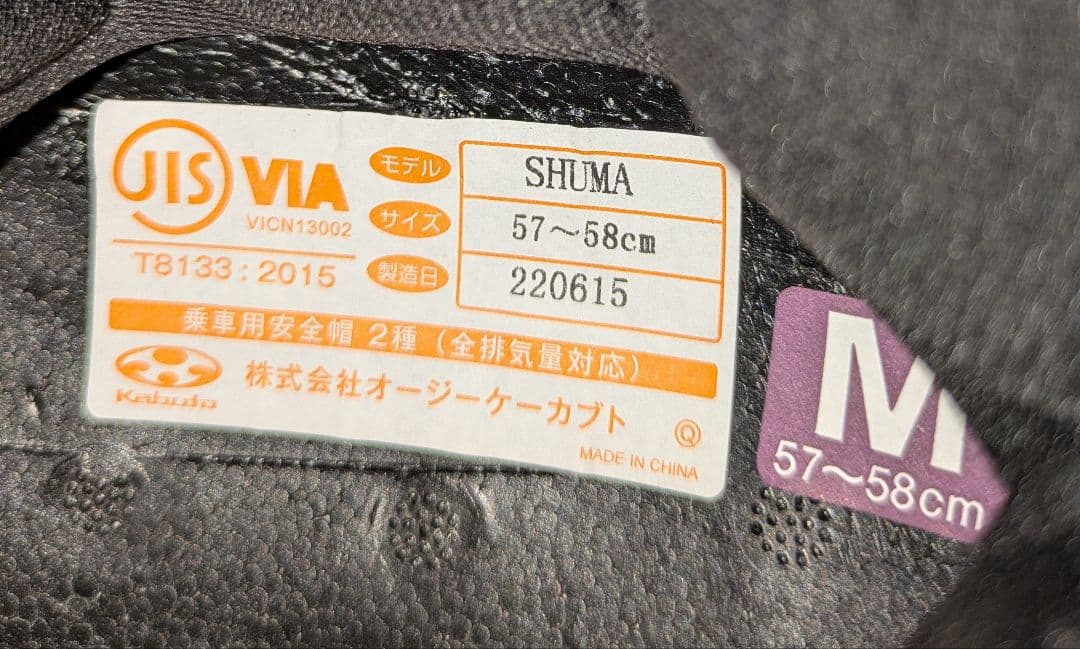 JIS VIA
VICN13002
T8133:2015
モデル SHUMA
サイズ 57～58cm
製造日 220615
乗車用安全帽 2種（全排気量対応）
Kabuto
株式会社オージーケーカブト
Q
MADE IN CHINA
M
57～58cm